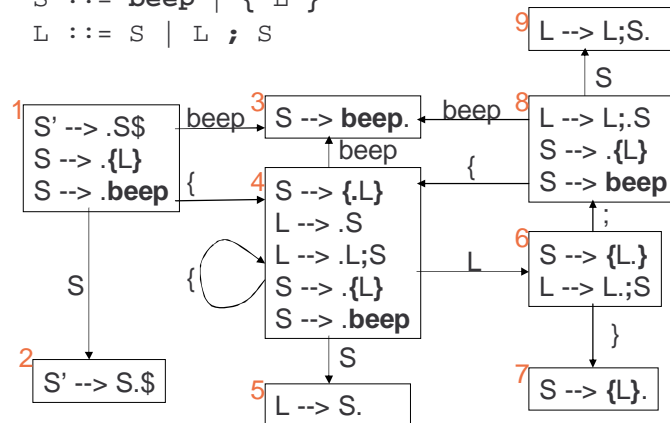 S ::= beep | { L }
L ::= S | L ; S
9
L --> L;S.
S
1
S' --> .S$
S --> .{L}
S --> .beep
beep
3
S --> beep.
beep
8
L --> L;.S
S --> .{L}
S --> beep
beep
{
4
S --> {.L}
L --> .S
L --> .L;S
S --> .{L}
S --> .beep
{
;
6
S --> {L.}
L --> L.;S
L
{
S
}
2
S' --> S.$
S
5
L --> S.
7
S --> {L}.